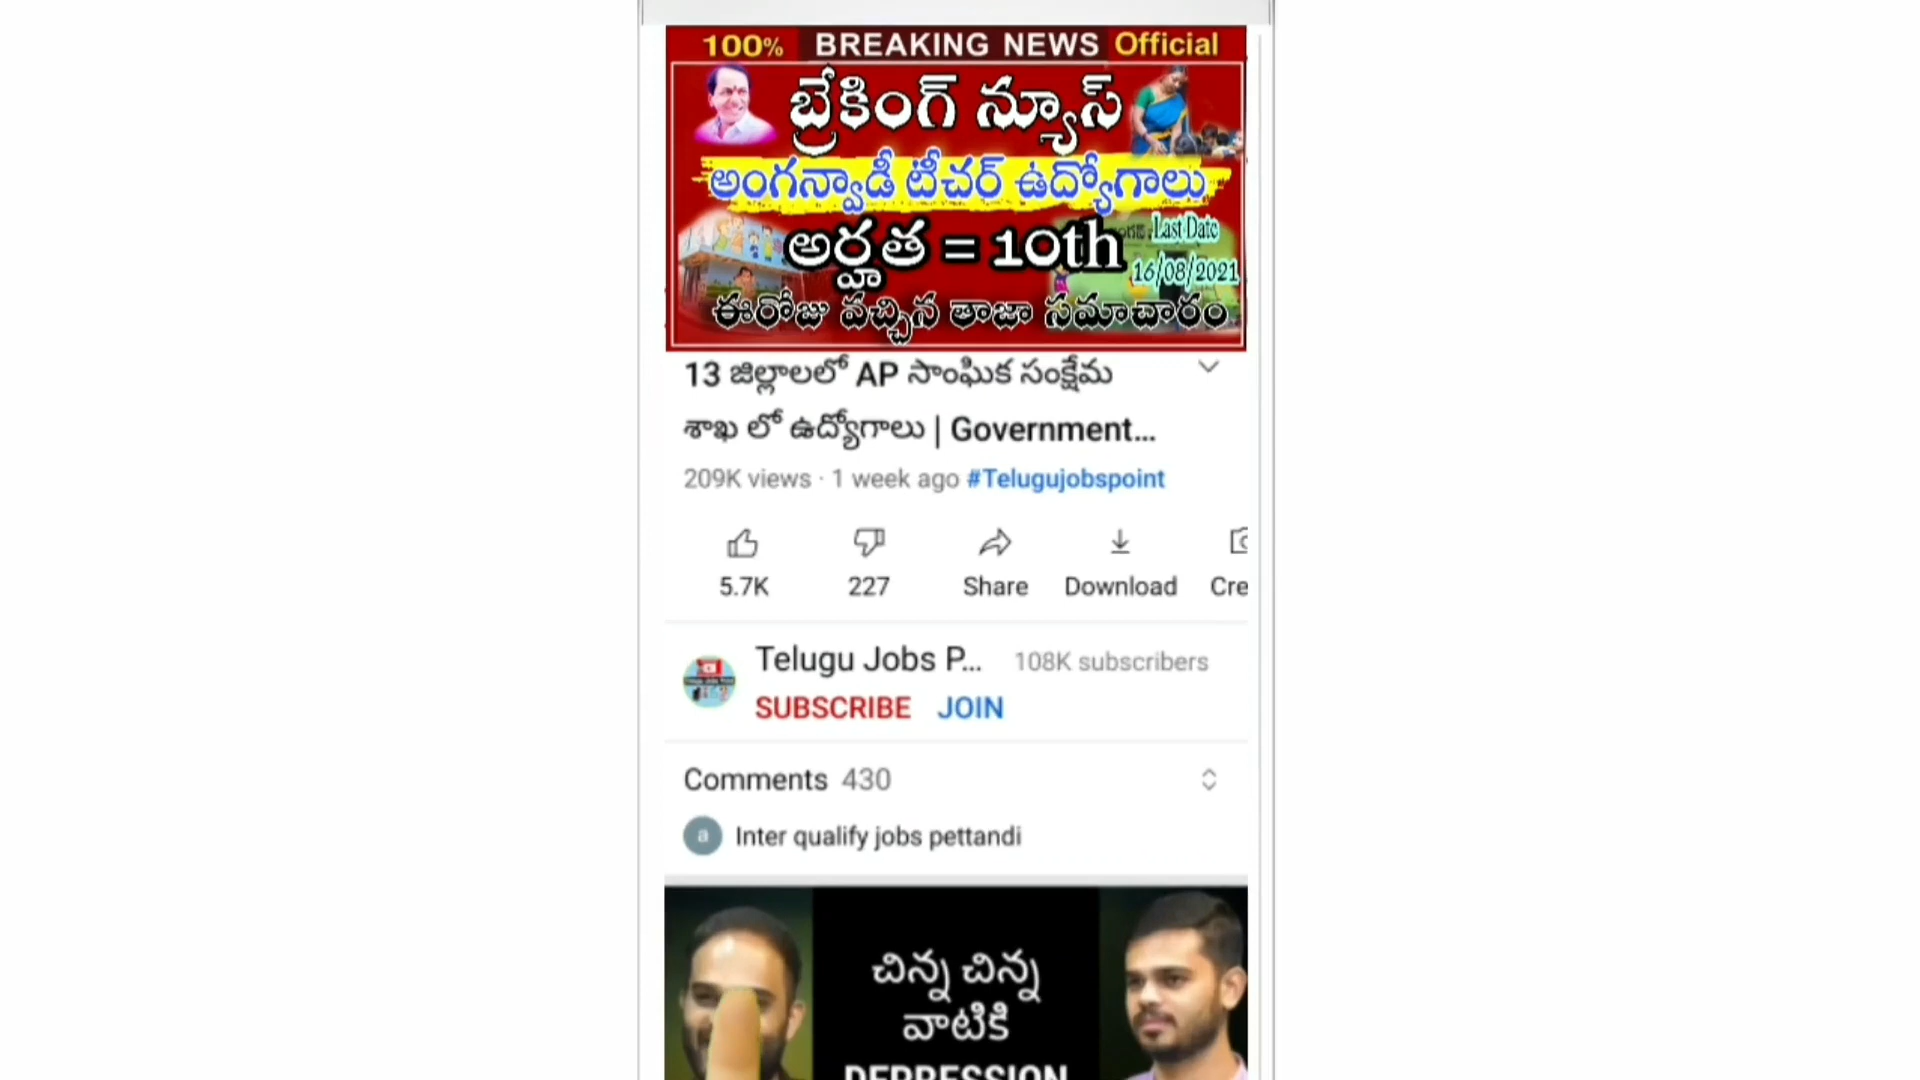 100% BREAKING NEWS Official
బ్రేకింగ్ న్యూస్
అంగన్వాడీ టీచర్ ఉద్యోగాలు
అర్హత = 10th
Last Date
16/08/2021
ఈరోజు వచ్చిన తాజా సమాచారం
13 జిల్లాలలో AP సాంఘిక సంక్షేమ
శాఖ లో ఉద్యోగాలు | Government...
209K views · 1 week ago #Telugujobspoint
5.7K 227 Share Download Cre
Telugu Jobs P... 108K subscribers
SUBSCRIBE JOIN
Comments 430
a Inter qualify jobs pettandi
చిన్న చిన్న
వాటికి
DEPRESSION